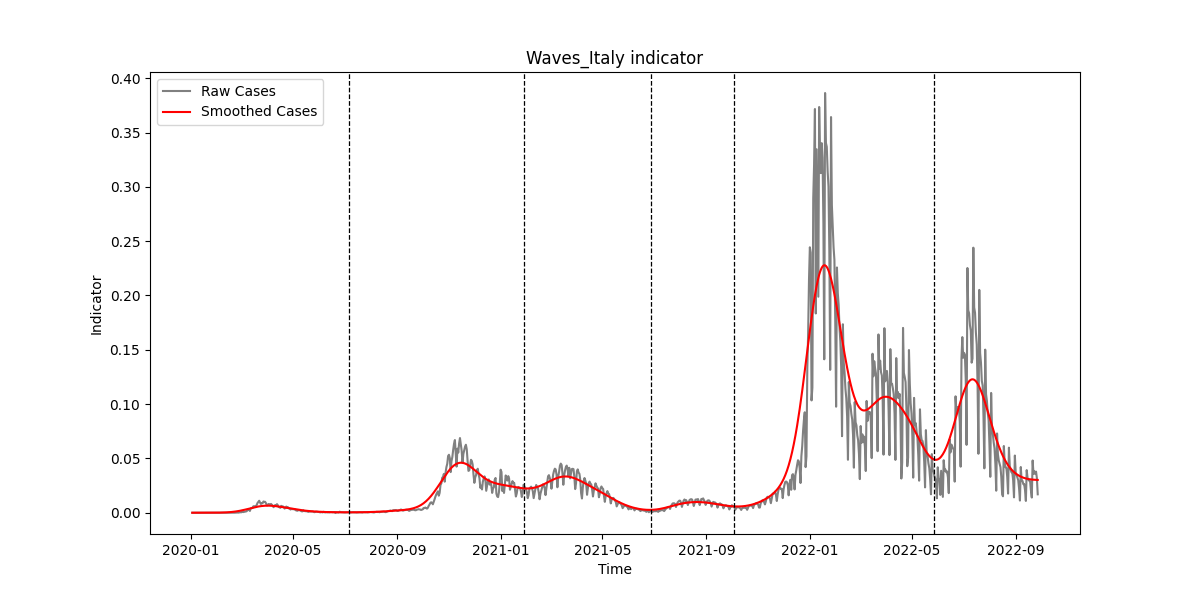 Waves_Italy indicator
Raw Cases
Smoothed Cases
0.40
0.35
0.30
0.25
0.20
0.15
0.10
0.05
0.00
Indicator
2020-01 2020-05 2020-09 2021-01 2021-05 2021-09 2022-01 2022-05 2022-09
Time